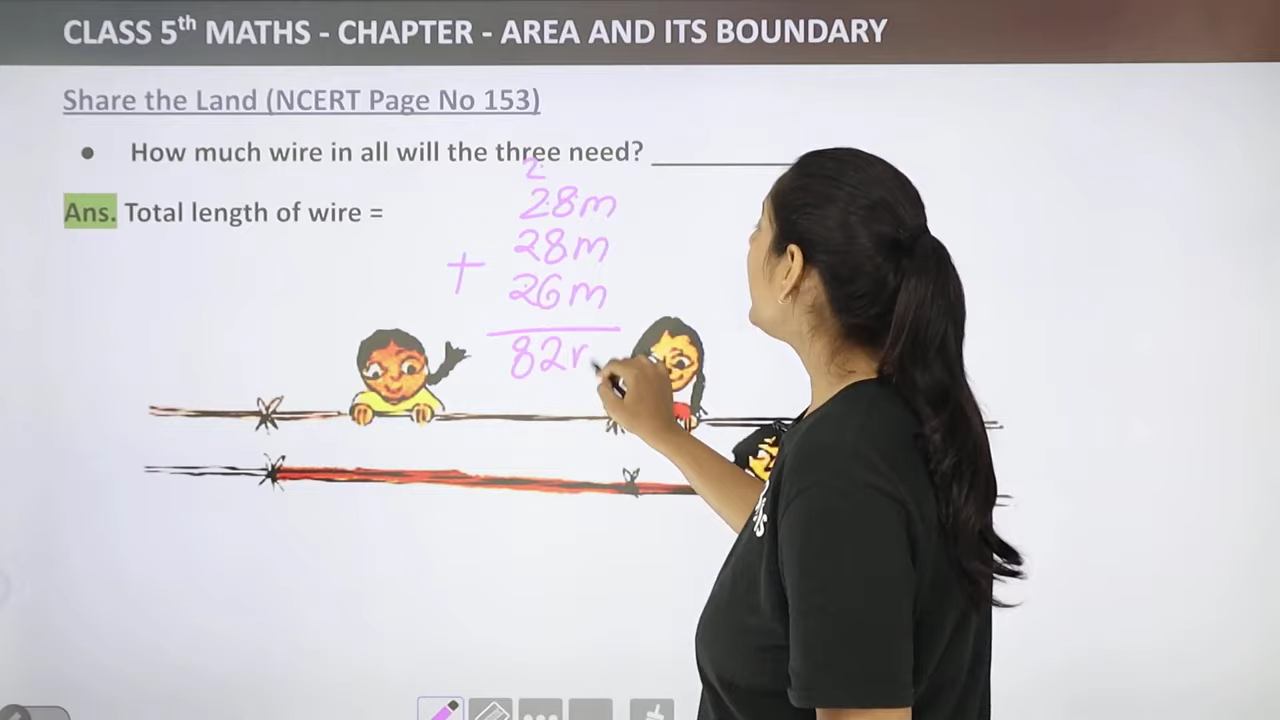 CLASS 5th MATHS - CHAPTER - AREA AND ITS BOUNDARY
Share the Land (NCERT Page No 153)
● How much wire in all will the three need? __________
2
28m
Ans. Total length of wire =
28m
+
26m
82